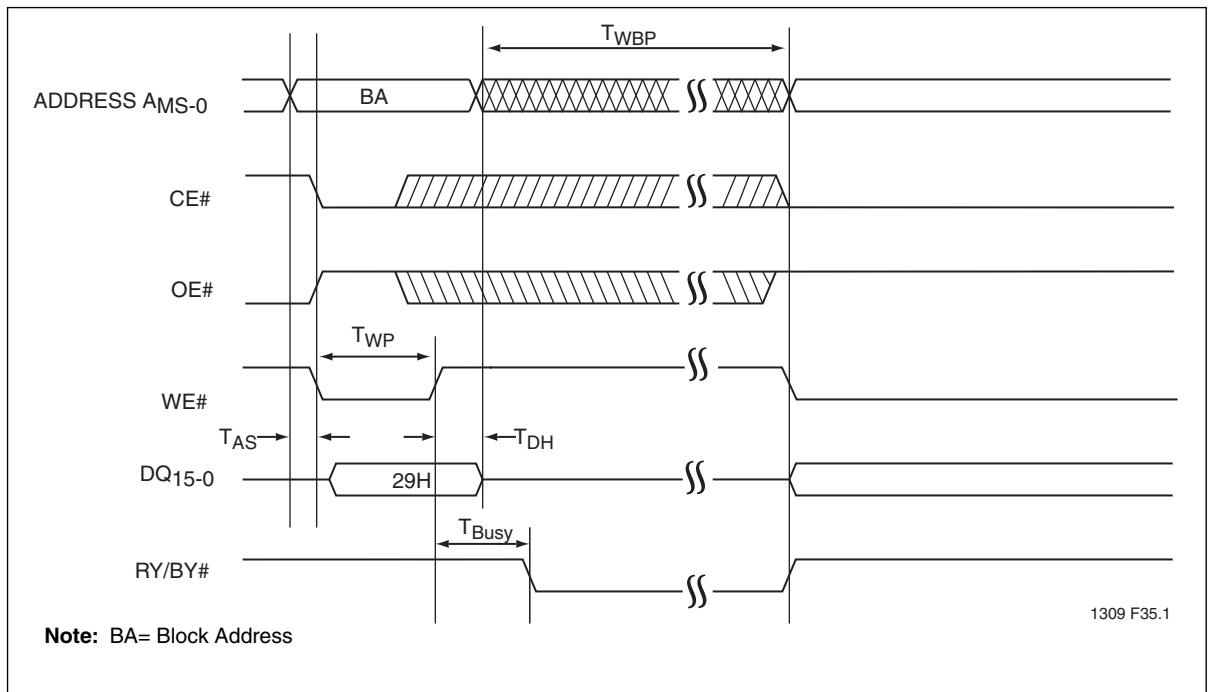 TWBP
ADDRESS AMS-0
BA
CE#
OE#
TWP
WE#
TAS
TDH
DQ15-0
29H
TBusy
RY/BY#
1309 F35.1
Note: BA= Block Address